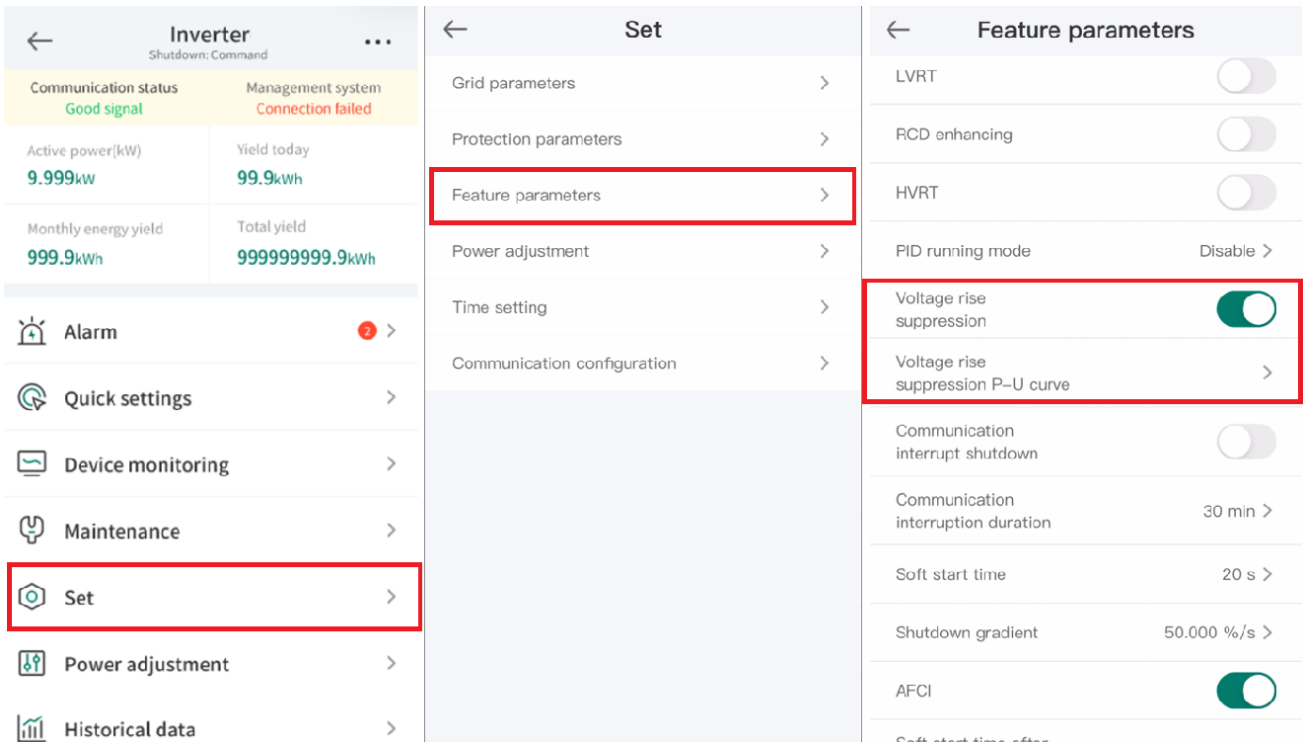 Inverter
Shutdown: Command
Communication status
Good signal
Management system
Connection failed
Active power(kW)
9.999kW
Yield today
99.9kWh
Monthly energy yield
999.9kWh
Total yield
999999999.9kWh
Alarm
2
Quick settings
Device monitoring
Maintenance
Set
Power adjustment
Historical data
Set
Grid parameters
Protection parameters
Feature parameters
Power adjustment
Time setting
Communication configuration
Feature parameters
LVRT
RCD enhancing
HVRT
PID running mode
Disable
Voltage rise
suppression
Voltage rise
suppression P-U curve
Communication
interrupt shutdown
Communication
interruption duration
30 min
Soft start time
20 s
Shutdown gradient
50.000 %/s
AFCI
Soft start time after